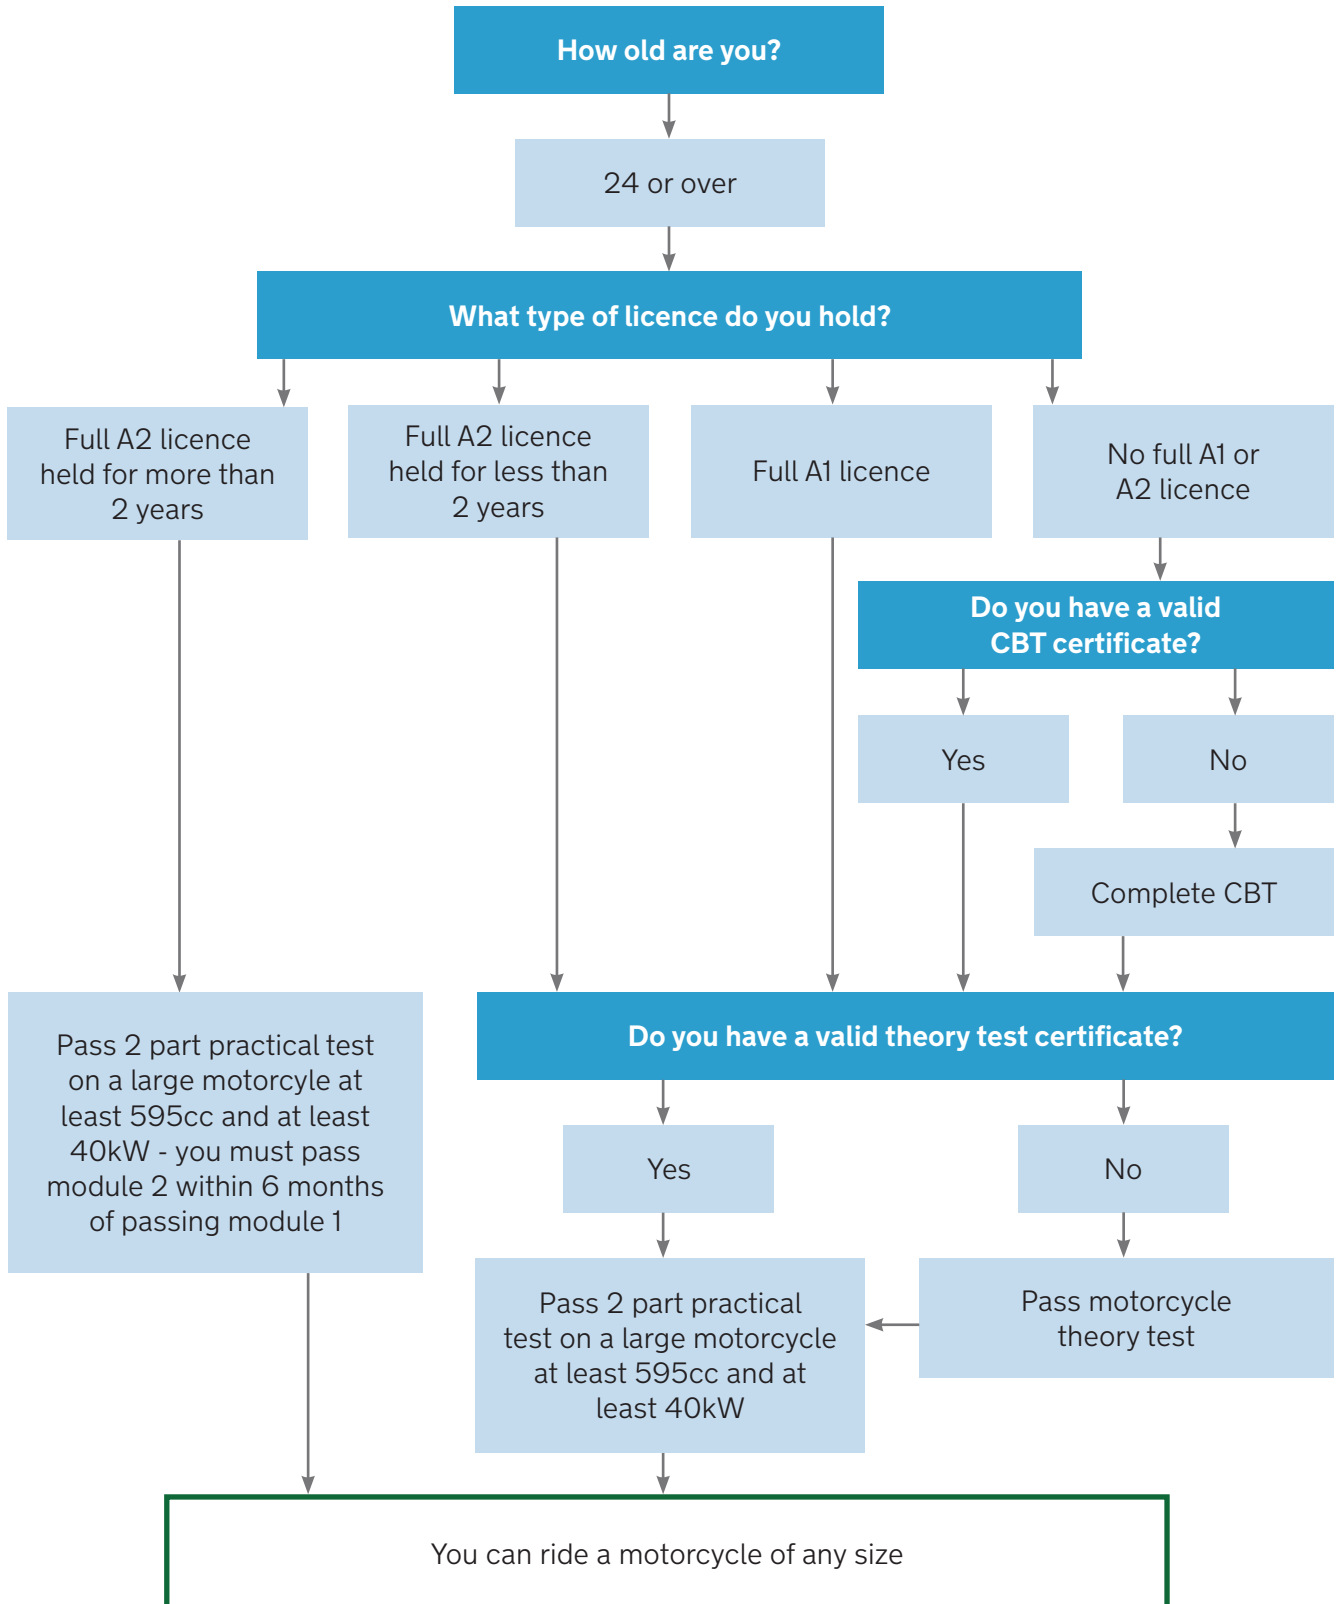 How old are you?
24 or over
What type of licence do you hold?
Full A2 licence
held for more than
2 years
Full A2 licence
held for less than
2 years
Full A1 licence
No full A1 or
A2 licence
Do you have a valid
CBT certificate?
Yes
No
Complete CBT
Do you have a valid theory test certificate?
Pass 2 part practical test
on a large motorcyle at
least 595cc and at least
40kW - you must pass
module 2 within 6 months
of passing module 1
Yes
No
Pass 2 part practical
test on a large motorcycle
at least 595cc and at
least 40kW
Pass motorcycle
theory test
You can ride a motorcycle of any size